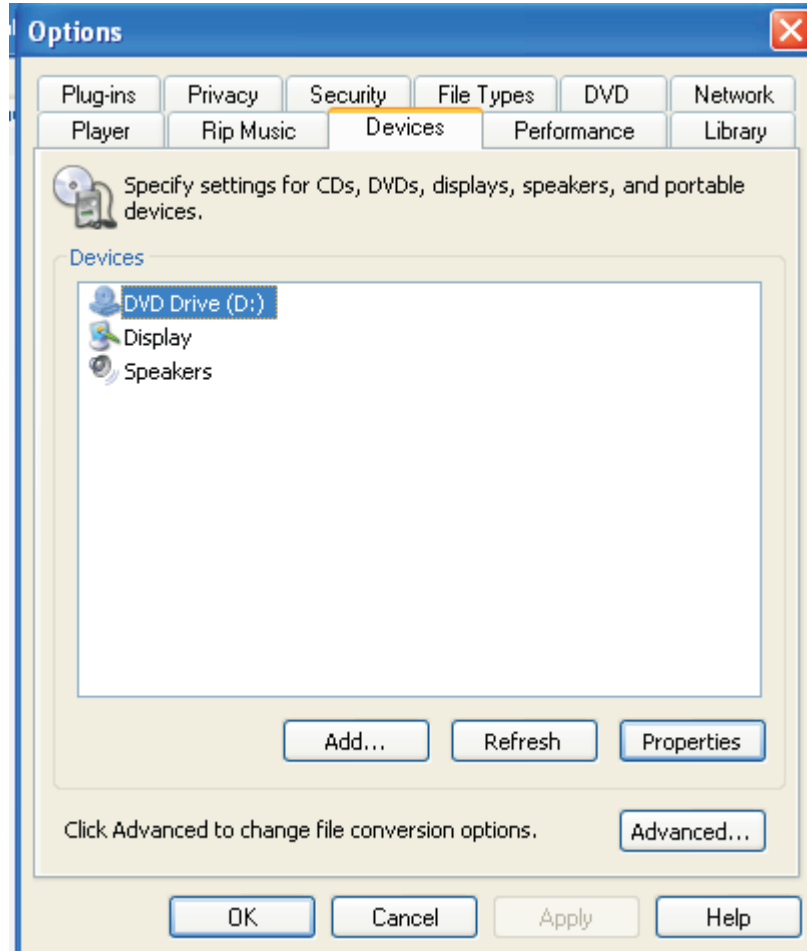 Options
Plug-ins Privacy Security File Types DVD Network
Player Rip Music Devices Performance Library
Specify settings for CDs, DVDs, displays, speakers, and portable
devices.
Devices
DVD Drive (D:)
Display
Speakers
Add... Refresh Properties
Click Advanced to change file conversion options. Advanced...
OK Cancel Apply Help